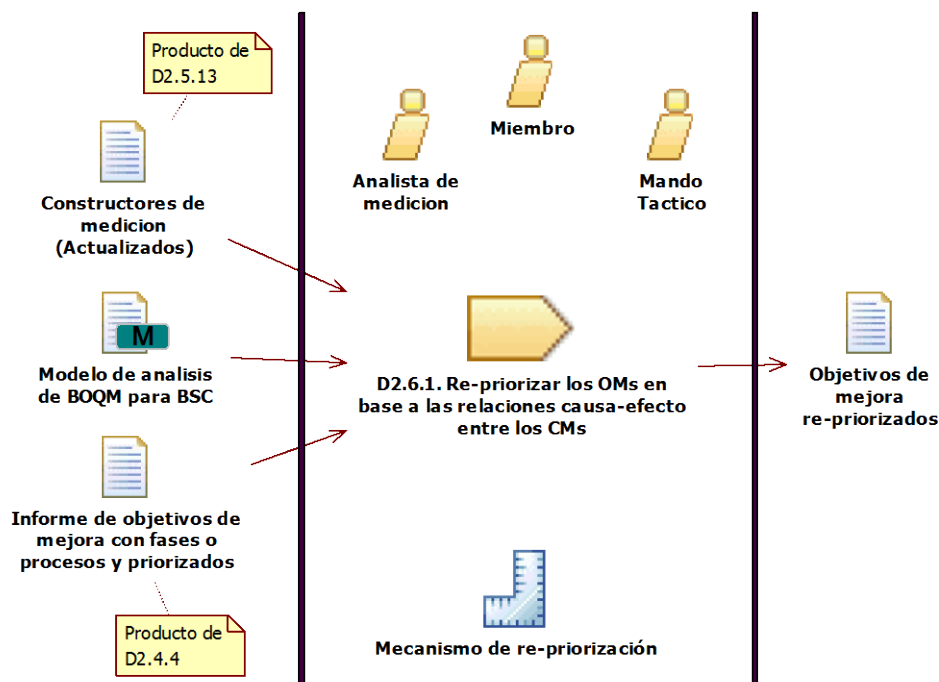 Producto de
D2.5.13
Constructores de
medicion
(Actualizados)
M
Modelo de analisis
de BOQM para BSC
Informe de objetivos de
mejora con fases o
procesos y priorizados
Producto de
D2.4.4
Miembro
Analista de
medicion
Mando
Tactico
D2.6.1. Re-priorizar los OMs en
base a las relaciones causa-efecto
entre los CMs
Mecanismo de re-priorización
Objetivos de
mejora
re-priorizados